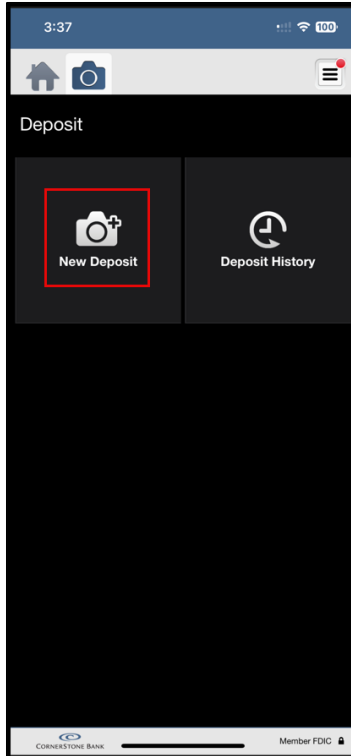 3:37
100
Deposit
New Deposit
Deposit History
CORNERSTONE BANK
Member FDIC